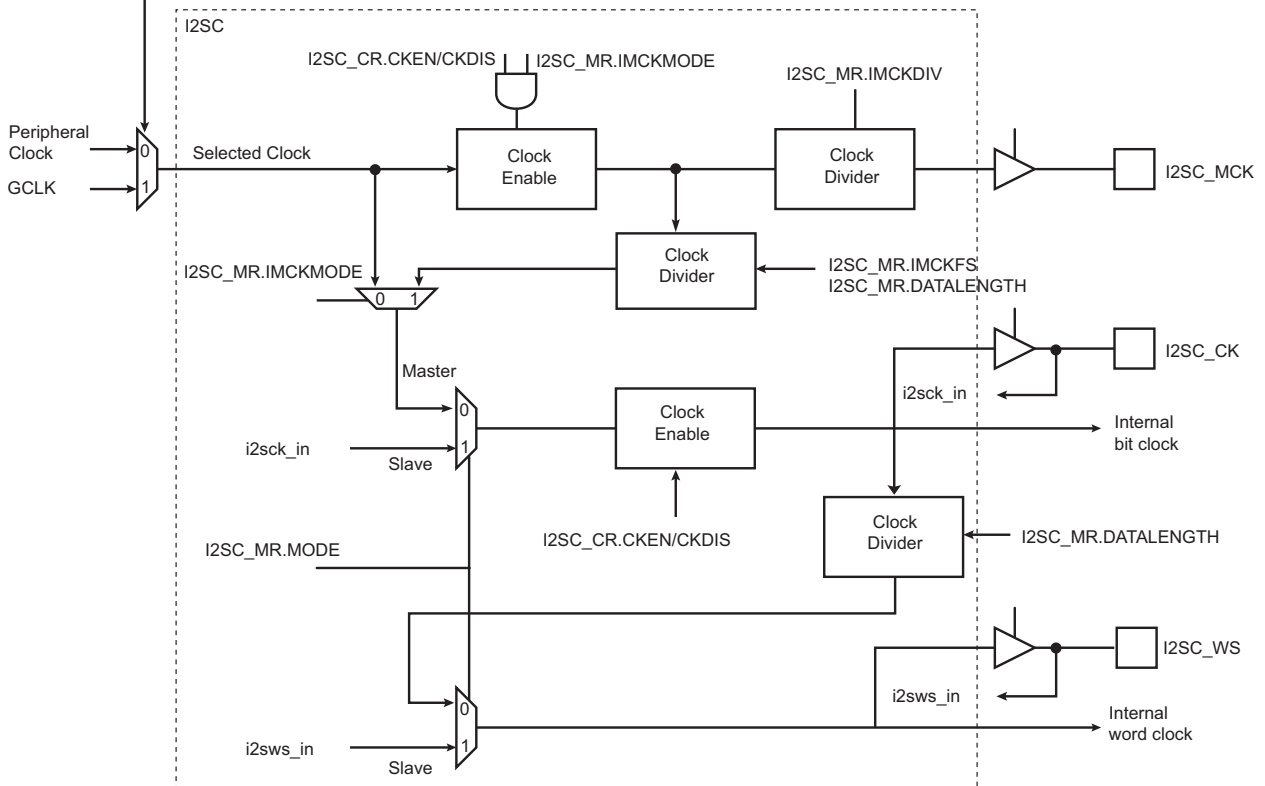 I2SC
I2SC_CR.CKEN/CKDIS
I2SC_MR.IMCKMODE
I2SC_MR.IMCKDIV
Peripheral
Clock
0
GCLK
1
Selected Clock
Clock
Enable
Clock
Divider
I2SC_MCK
I2SC_MR.IMCKMODE
0 1
Clock
Divider
I2SC_MR.IMCKFS
I2SC_MR.DATALENGTH
I2SC_CK
Master
i2sck_in
0
i2sck_in
1
Slave
Clock
Enable
Internal
bit clock
I2SC_CR.CKEN/CKDIS
I2SC_MR.MODE
Clock
Divider
I2SC_MR.DATALENGTH
I2SC_WS
i2sws_in
0
i2sws_in
1
Slave
Internal
word clock